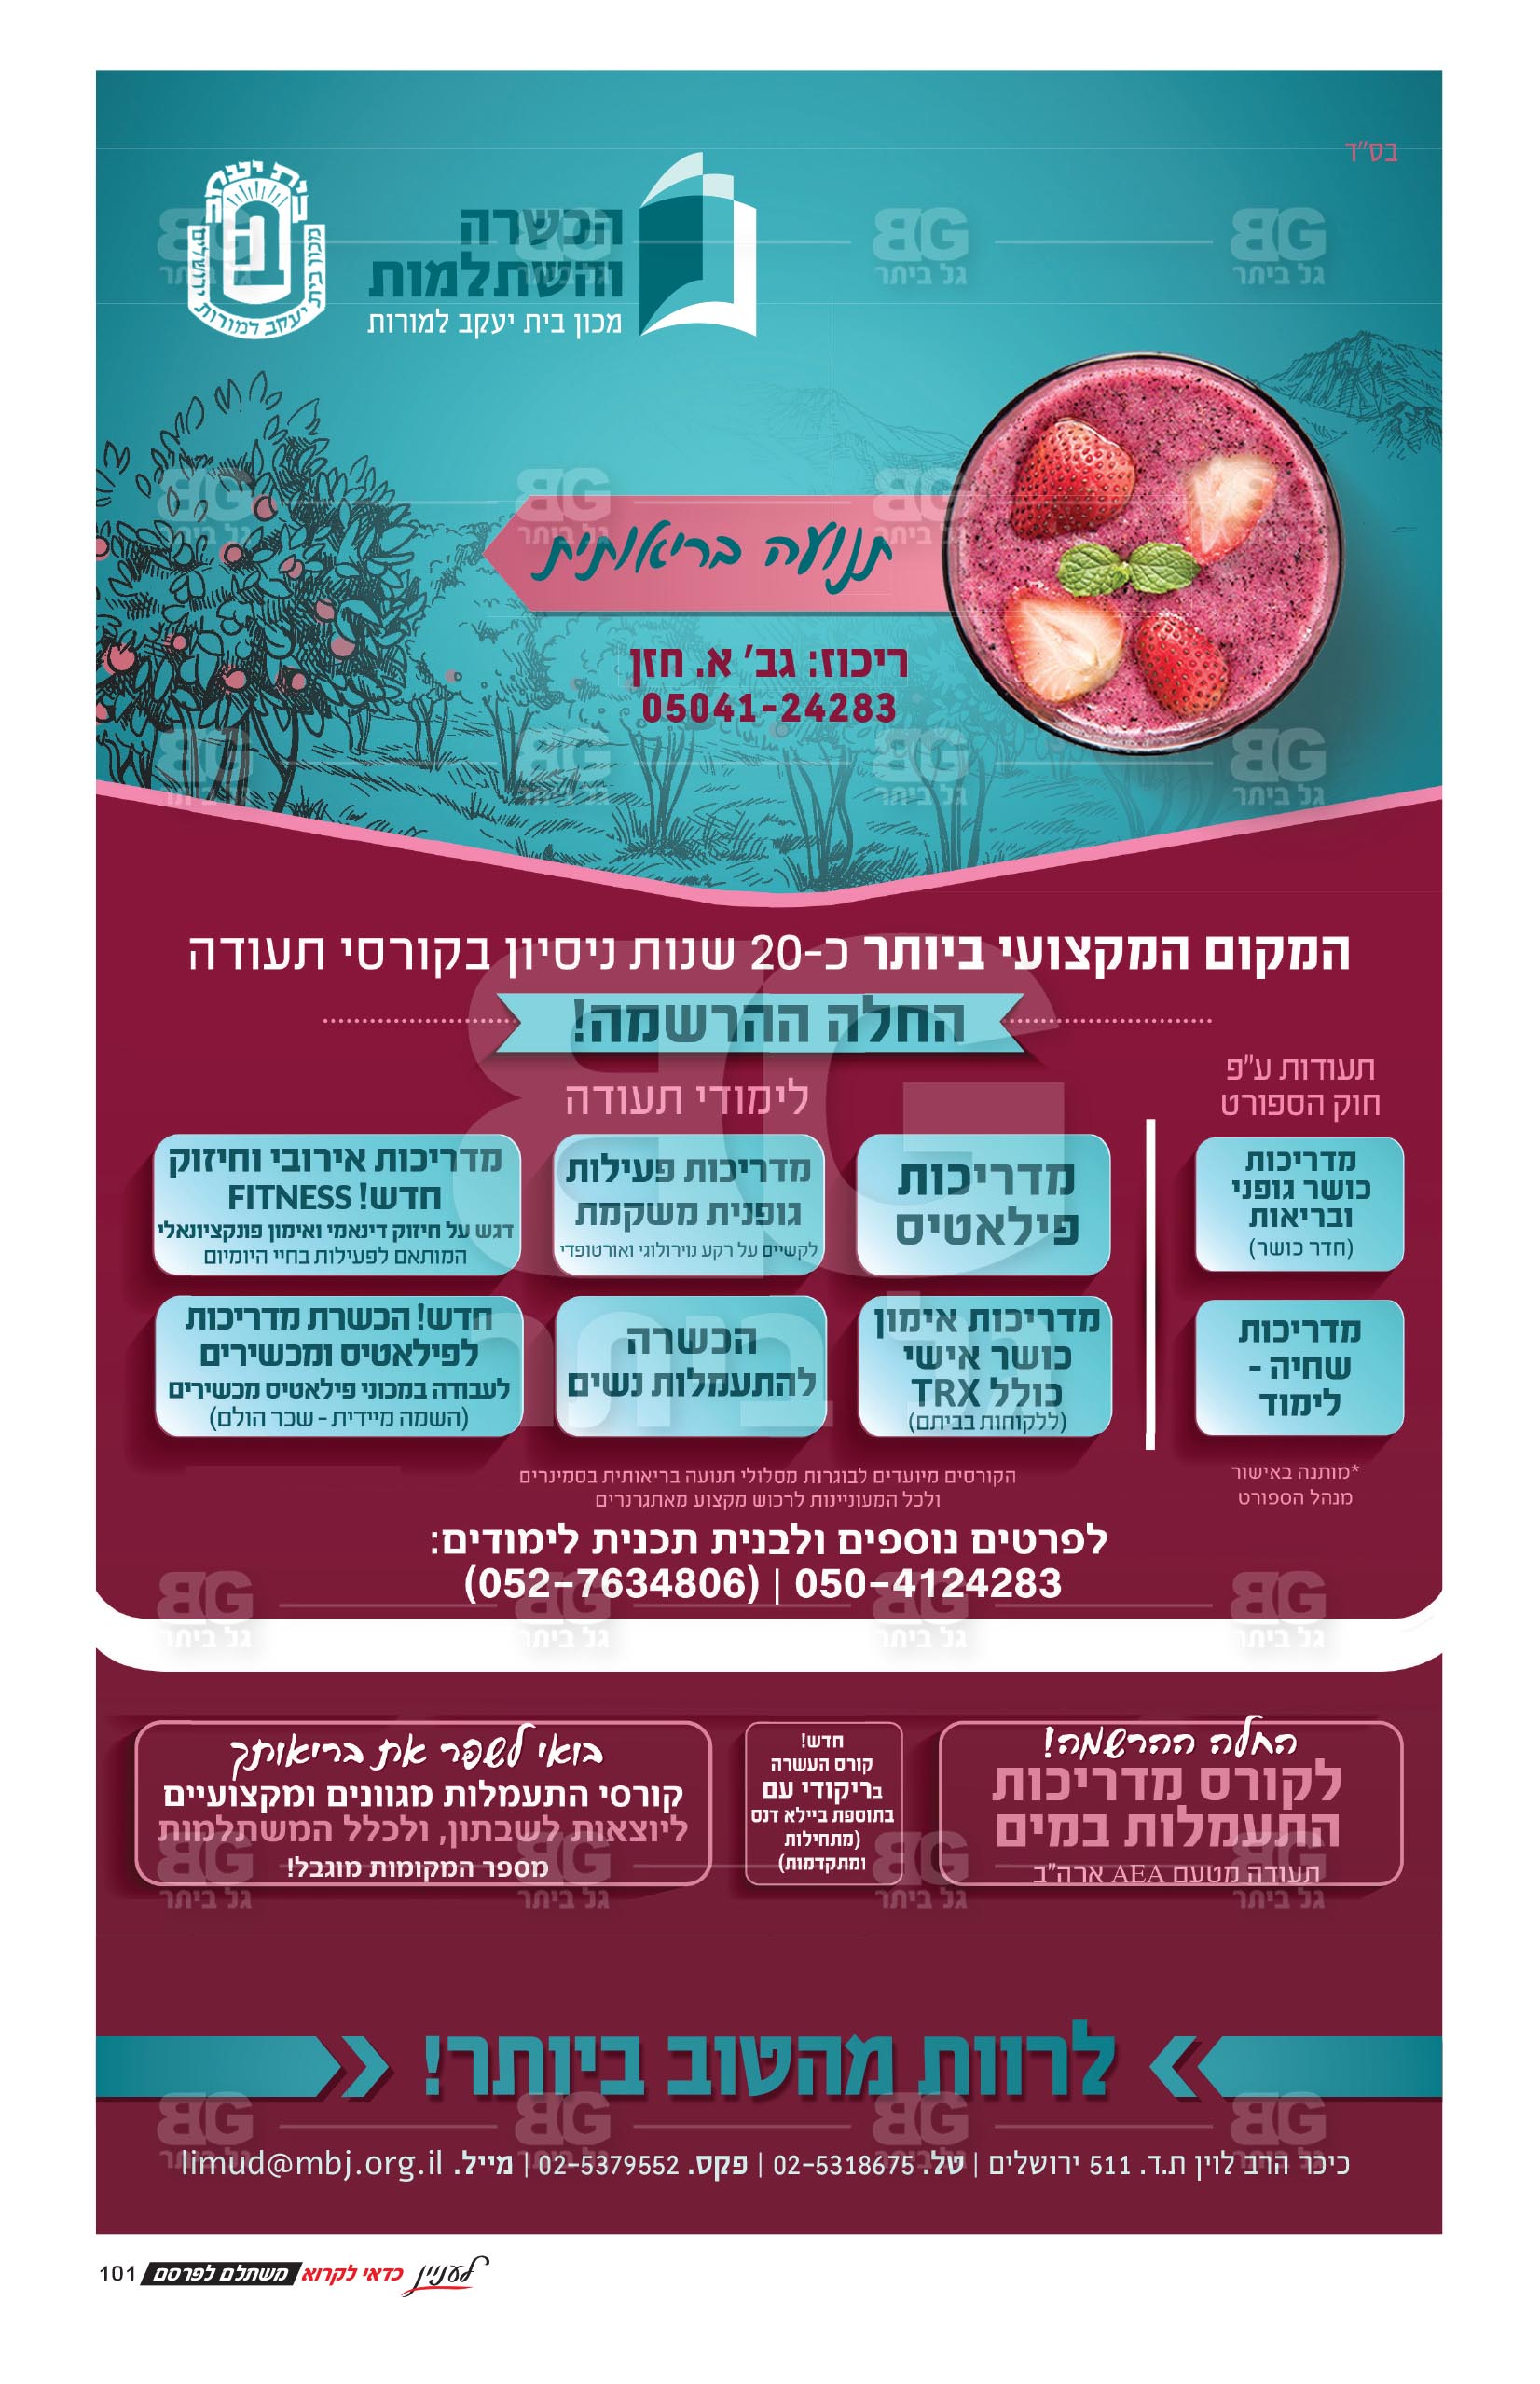 בס"ד
הכשרה
והשתלמות
מכון בית יעקב למורות
מכון בית יעקב למורות ירושלים
תנועה בריאותית
ריכוז: גב' א. חזן
05041-24283
המקום המקצועי ביותר כ-20 שנות ניסיון בקורסי תעודה
החלה ההרשמה!
תעודות ע"פ
חוק הספורט
מדריכות
כושר גופני
ובריאות
(חדר כושר)
מדריכות
שחיה -
לימוד
*מותנה באישור
מנהל הספורט
לימודי תעודה
מדריכות
פילאטיס
מדריכות פעילות
גופנית משקמת
לקשיים על רקע נוירולוגי ואורטופדי
מדריכות אירובי וחיזוק
חדש! FITNESS
דגש על חיזוק דינאמי ואימון פונקציונאלי
המותאם לפעילות בחיי היומיום
מדריכות אימון
כושר אישי
כולל TRX
(ללקוחות בביתם)
הכשרה
להתעמלות נשים
חדש! הכשרת מדריכות
לפילאטיס ומכשירים
לעבודה במכוני פילאטיס מכשירים
(השמה מיידית - שכר הולם)
הקורסים מיועדים לבוגרות מסלולי תנועה בריאותית בסמינרים
ולכל המעוניינות לרכוש מקצוע מאתגרנרים
לפרטים נוספים ולבנית תכנית לימודים:
050-4124283 | (052-7634806)
החלה ההרשמה!
לקורס מדריכות
התעמלות במים
תעודה מטעם AEA ארה"ב
חדש!
קורס העשרה
בריקודי עם
בתוספת ביילא דנס
(מתחילות
ומתקדמות)
בואי לשפר את בריאותך
קורסי התעמלות מגוונים ומקצועיים
ליוצאות לשבתון, ולכלל המשתלמות
מספר המקומות מוגבל!
לרוות מהטוב ביותר!
כיכר הרב לוין ת.ד. 511 ירושלים | טל. 02-5318675 | פקס. 02-5379552 | מייל. limud@mbj.org.il
לעניין כדאי לקרוא משתלם לפרסם 101
BG
גל ביתר